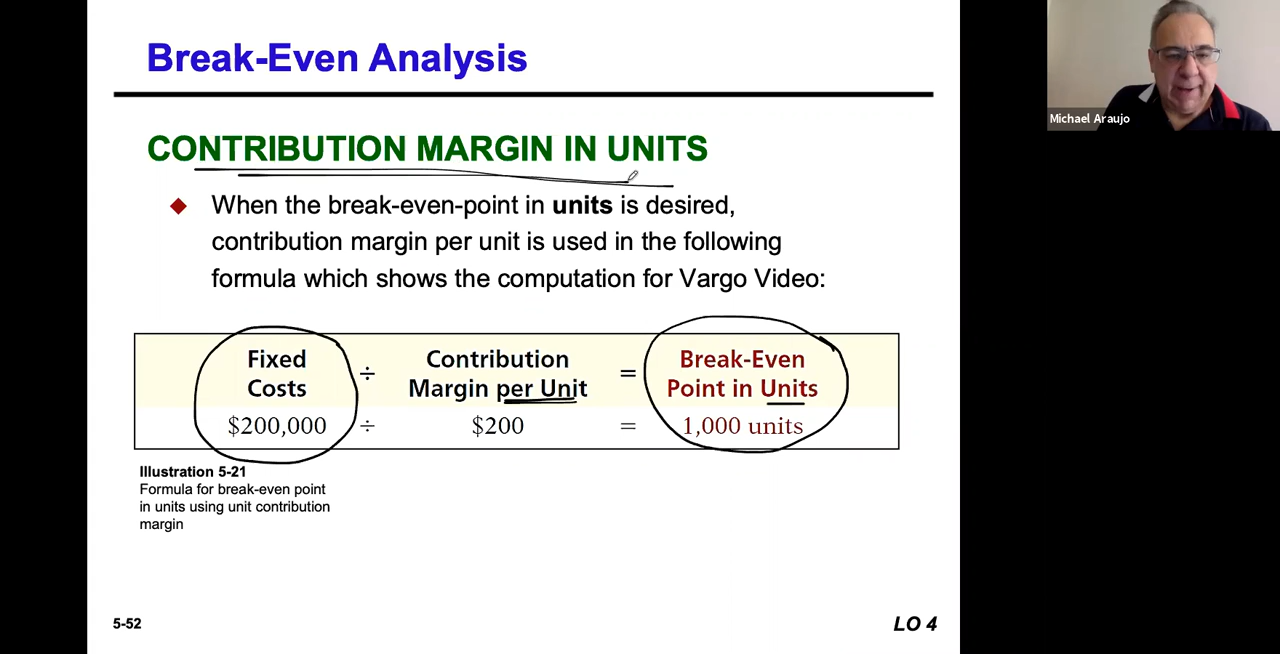 Break-Even Analysis
CONTRIBUTION MARGIN IN UNITS
When the break-even-point in units is desired,
contribution margin per unit is used in the following
formula which shows the computation for Vargo Video:
Fixed Costs ÷ Contribution Margin per Unit = Break-Even Point in Units
$200,000 ÷ $200 = 1,000 units
Illustration 5-21
Formula for break-even point
in units using unit contribution
margin
5-52
LO 4
Michael Araujo